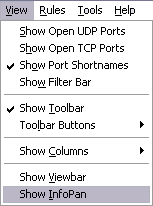 View Rules Tools Help
Show Open UDP Ports
Show Open TCP Ports
Show Port Shortnames
Show Filter Bar
Show Toolbar
Toolbar Buttons
Show Columns
Show Viewbar
Show InfoPan